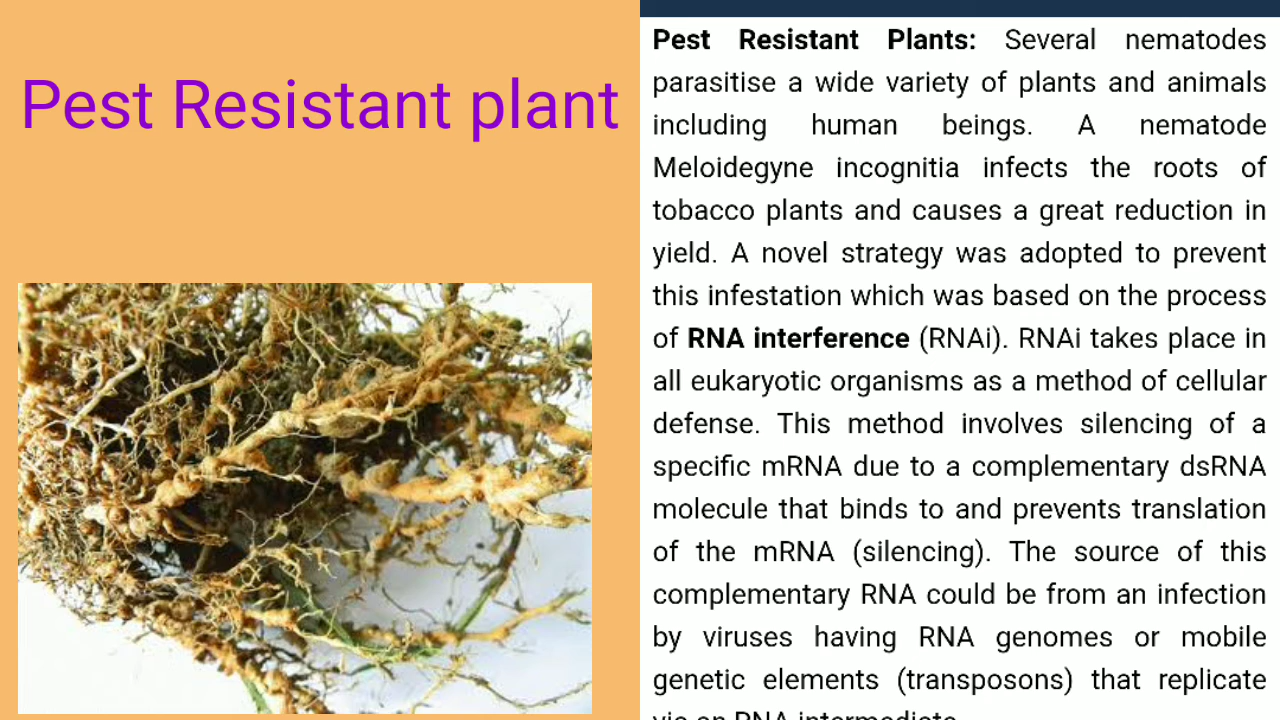 Pest Resistant plant
Pest Resistant Plants: Several nematodes
parasitise a wide variety of plants and animals
including human beings. A nematode
Meloidegyne incognitia infects the roots of
tobacco plants and causes a great reduction in
yield. A novel strategy was adopted to prevent
this infestation which was based on the process
of RNA interference (RNAi). RNAi takes place in
all eukaryotic organisms as a method of cellular
defense. This method involves silencing of a
specific mRNA due to a complementary dsRNA
molecule that binds to and prevents translation
of the mRNA (silencing). The source of this
complementary RNA could be from an infection
by viruses having RNA genomes or mobile
genetic elements (transposons) that replicate
via an RNA intermediate.